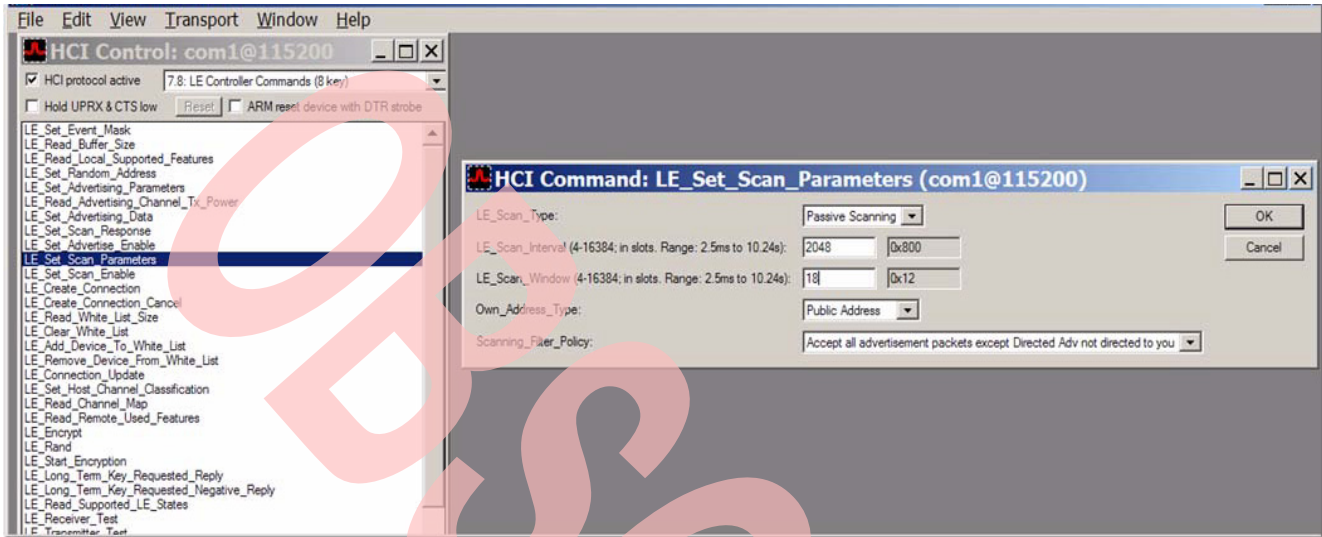 File Edit View Transport Window Help
HCI Control: com1@115200
HCI protocol active 7.8: LE Controller Commands (8 key)
Hold UPRX & CTS low Reset ARM reset device with DTR strobe
LE_Set_Event_Mask
LE_Read_Buffer_Size
LE_Read_Local_Supported_Features
LE_Set_Random_Address
LE_Set_Advertising_Parameters
LE_Read_Advertising_Channel_Tx_Power
LE_Set_Advertising_Data
LE_Set_Scan_Response
LE_Set_Advertise_Enable
LE_Set_Scan_Parameters
LE_Set_Scan_Enable
LE_Create_Connection
LE_Create_Connection_Cancel
LE_Read_White_List_Size
LE_Clear_White_List
LE_Add_Device_To_White_List
LE_Remove_Device_From_White_List
LE_Connection_Update
LE_Set_Host_Channel_Classification
LE_Read_Channel_Map
LE_Read_Remote_Used_Features
LE_Encrypt
LE_Rand
LE_Start_Encryption
LE_Long_Term_Key_Requested_Reply
LE_Long_Term_Key_Requested_Negative_Reply
LE_Read_Supported_LE_States
LE_Receiver_Test
LE_Transmitter_Test
HCI Command: LE_Set_Scan_Parameters (com1@115200)
LE_Scan_Type: Passive Scanning OK
LE_Scan_Interval (4-16384; in slots. Range: 2.5ms to 10.24s): 2048 0x800 Cancel
LE_Scan_Window (4-16384; in slots. Range: 2.5ms to 10.24s): 18 0x12
Own_Address_Type: Public Address
Scanning_Filter_Policy: Accept all advertisement packets except Directed Adv not directed to you